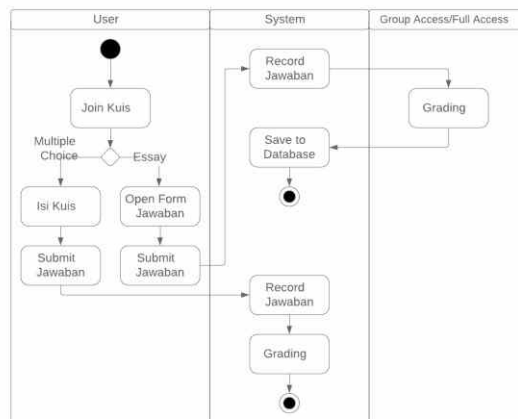 User
System
Group Access/Full Access
Join Kuis
Multiple
Choice
Essay
Isi Kuis
Open Form
Jawaban
Submit
Jawaban
Submit
Jawaban
Record
Jawaban
Grading
Save to
Database
Record
Jawaban
Grading